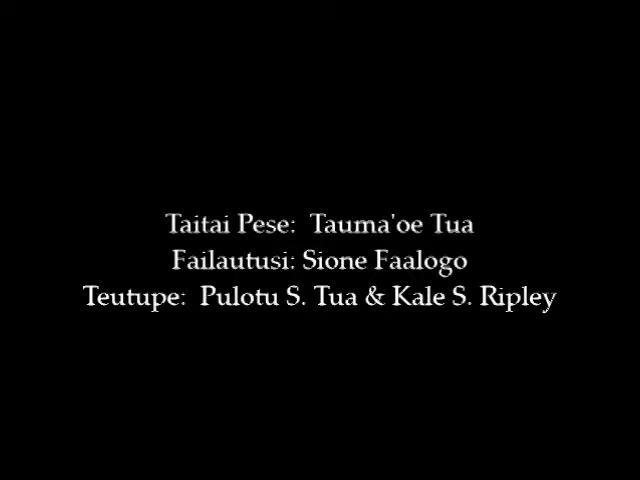 Taitai Pese:  Tauma'oe Tua
Failautusi: Sione Faalogo
Teutupe:  Pulotu S. Tua & Kale S. Ripley